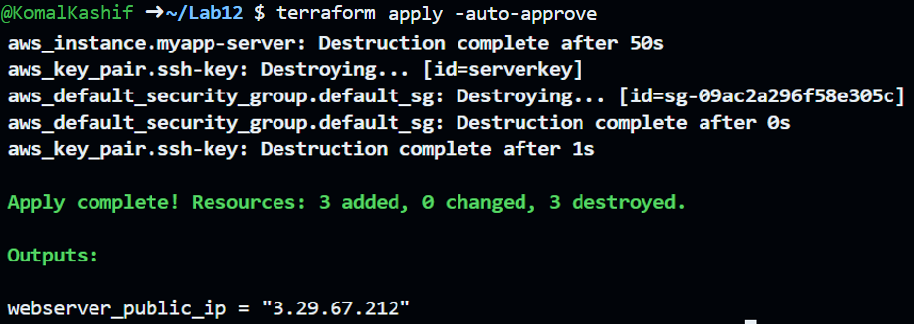 @KomalKashif ➜~/Lab12 $ terraform apply -auto-approve
aws_instance.myapp-server: Destruction complete after 50s
aws_key_pair.ssh-key: Destroying... [id=serverkey]
aws_default_security_group.default_sg: Destroying... [id=sg-09ac2a296f58e305c]
aws_default_security_group.default_sg: Destruction complete after 0s
aws_key_pair.ssh-key: Destruction complete after 1s
Apply complete! Resources: 3 added, 0 changed, 3 destroyed.
Outputs:
webserver_public_ip = "3.29.67.212"